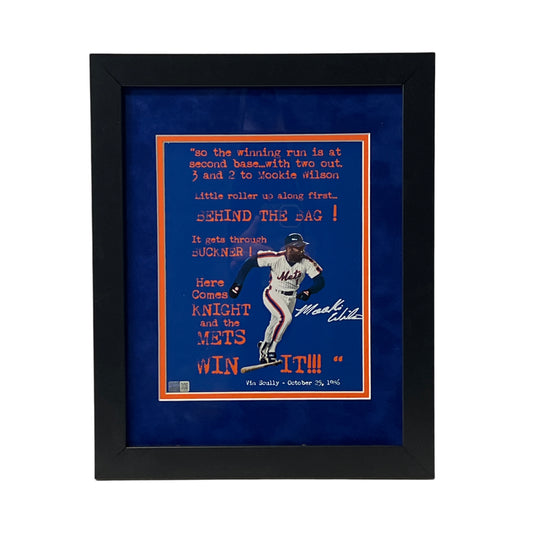 "so the winning run is at
second base...with two out.
3 and 2 to Mookie Wilson
Little roller up along first...
BEHIND THE BAG !
It gets through
BUCKNER !
Mets
Here
Comes
KNIGHT
and the
METS
Mookie
Wilson
WIN IT!!! "
Vin Scully - October 25, 1986